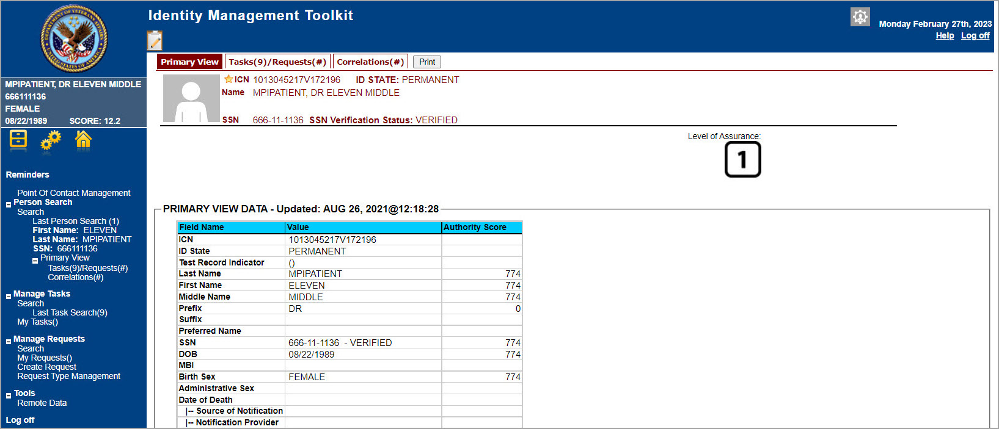 Identity Management Toolkit
Monday February 27th, 2023
Help Log off
MPIPATIENT, DR ELEVEN MIDDLE
666111136
FEMALE
08/22/1989 SCORE: 12.2
Reminders
Point Of Contact Management
Person Search
Search
Last Person Search (1)
First Name: ELEVEN
Last Name: MPIPATIENT
SSN: 666111136
Primary View
Tasks(9)/Requests(#)
Correlations(#)
Manage Tasks
Search
Last Task Search(9)
My Tasks()
Manage Requests
Search
My Requests()
Create Request
Request Type Management
Tools
Remote Data
Log off
Primary View Tasks(9)/Requests(#) Correlations(#) Print
ICN 1013045217V172196 ID STATE: PERMANENT
Name MPIPATIENT, DR ELEVEN MIDDLE
SSN 666-11-1136 SSN Verification Status: VERIFIED
Level of Assurance:
1
PRIMARY VIEW DATA - Updated: AUG 26, 2021@12:18:28
Field Name Value Authority Score
ICN 1013045217V172196
ID State PERMANENT
Test Record Indicator ()
Last Name MPIPATIENT 774
First Name ELEVEN 774
Middle Name MIDDLE 774
Prefix DR 0
Suffix
Preferred Name
SSN 666-11-1136 - VERIFIED 774
DOB 08/22/1989 774
MBI
Birth Sex FEMALE 774
Administrative Sex
Date of Death
|-- Source of Notification
|-- Notification Provider